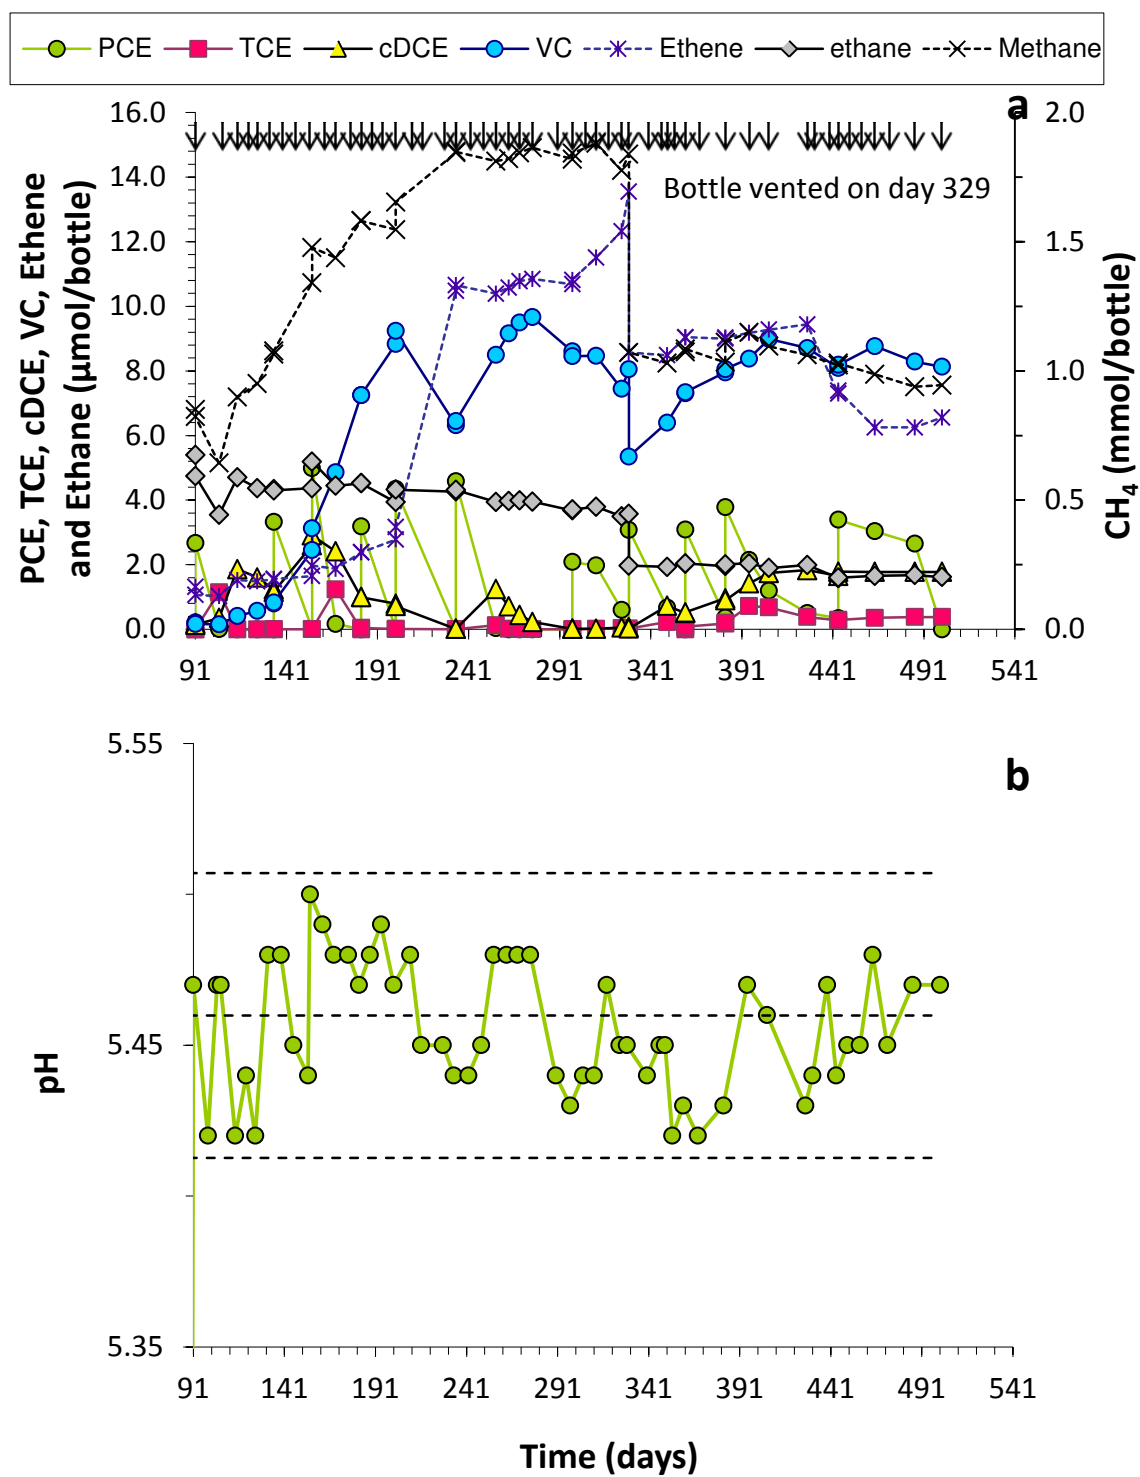 PCE TCE cDCE VC Ethene ethane Methane
a
16.0
14.0
12.0
10.0
8.0
6.0
4.0
2.0
0.0
PCE, TCE, cDCE, VC, Ethene
and Ethane (µmol/bottle)
Bottle vented on day 329
2.0
1.5
1.0
0.5
0.0
CH4 (mmol/bottle)
91 141 191 241 291 341 391 441 491 541
b
5.55
5.45
5.35
pH
91 141 191 241 291 341 391 441 491 541
Time (days)